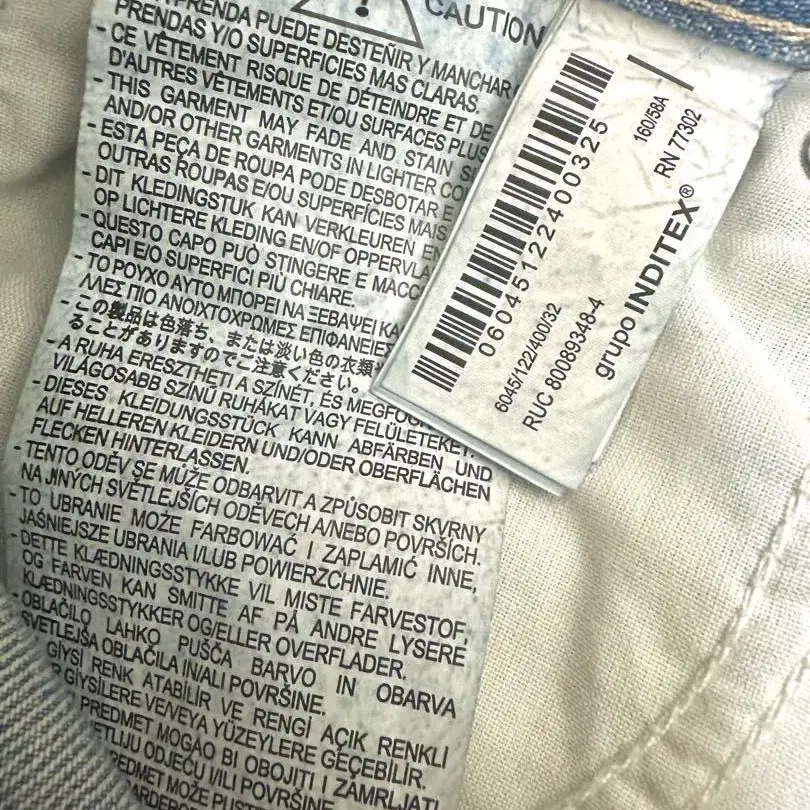 CAUTION
PRENDA PUEDE DESTEÑIR Y MANCHAR
PRENDAS Y/O SUPERFICIES MAS CLARAS
- CE VÊTEMENT RISQUE DE DÉTEINDRE ET DE
D'AUTRES VÊTEMENTS ET/OU SURFACES PLUS
- THIS GARMENT MAY FADE AND STAIN
AND/OR OTHER GARMENTS IN LIGHTER
- ESTA PEÇA DE ROUPA PODE DESBOTAR E
OUTRAS ROUPAS E/OU SUPERFÍCIES MAIS
- DIT KLEDINGSTUK KAN VERKLEUREN EN
OP LICHTERE KLEDING EN/OF
- QUESTO CAPO PUÒ STINGERE E
CAPI E/O SUPERFICI PIÙ CHIARE.
- ΤΟ ΡΟΥΧΟ ΑΥΤΟ ΜΠΟΡΕΙ ΝΑ ΞΕΒΑΨΕΙ ΚΑ
ΛΛΕΣ ΠΙΟ ΑΝΟΙΧΤΟΧΡΩΜΕΣ ΕΠΙΦΑΝΕΙΕΣ
- この製品は色落ち、または淡い色の衣類
ることがありますのでご注意ください。
- A RUHA ERESZTHETI A SZÍNÉT, ÉS
VILÁGOSABB SZÍNŰ RUHÁKAT VAGY FELÜLETEKET.
- DIESES KLEIDUNGSSTÜCK KANN ABFÄRBEN UND
AUF HELLEREN KLEIDERN UND/ODER OBERFLÄCHEN
FLECKEN HINTERLASSEN.
- TENTO ODĚV SE MŮŽE ODBARVIT A ZPŮSOBIT SKVRNY
NA JINÝCH SVĚTLEJŠÍCH ODĚVECH A/NEBO POVRŠÍCH.
- TO UBRANIE MOŻE FARBOWAĆ I ZAPLAMIĆ INNE,
JAŚNIEJSZE UBRANIA I/LUB POWIERZCHNIE.
- DETTE KLÆDNINGSSTYKKE VIL MISTE FARVESTOF,
OG FARVEN KAN SMITTE AF PÅ ANDRE LYSERE
KLÆDNINGSSTYKKER OG/ELLER OVERFLADER.
- OBLAČILO LAHKO PUŠČA BARVO IN OBARVA
SVETLEJŠA OBLAČILA IN/ALI POVRŠINE.
GİYSİ RENK ATABİLİR VE RENGİ AÇIK RENKLİ
GİYSİLERE VE/VEYA YÜZEYLERE GEÇEBİLİR.
PREDMET MOGAO BI OBOJITI I ZAMRLJATI
SVETLIJU ODJEĆU I/ILI POVRŠINE.
PREDMET MOŽE
06045122400325
6045/122/400/32
RUC 80089348-4
grupo INDITEX®
160/58A
RN 77302